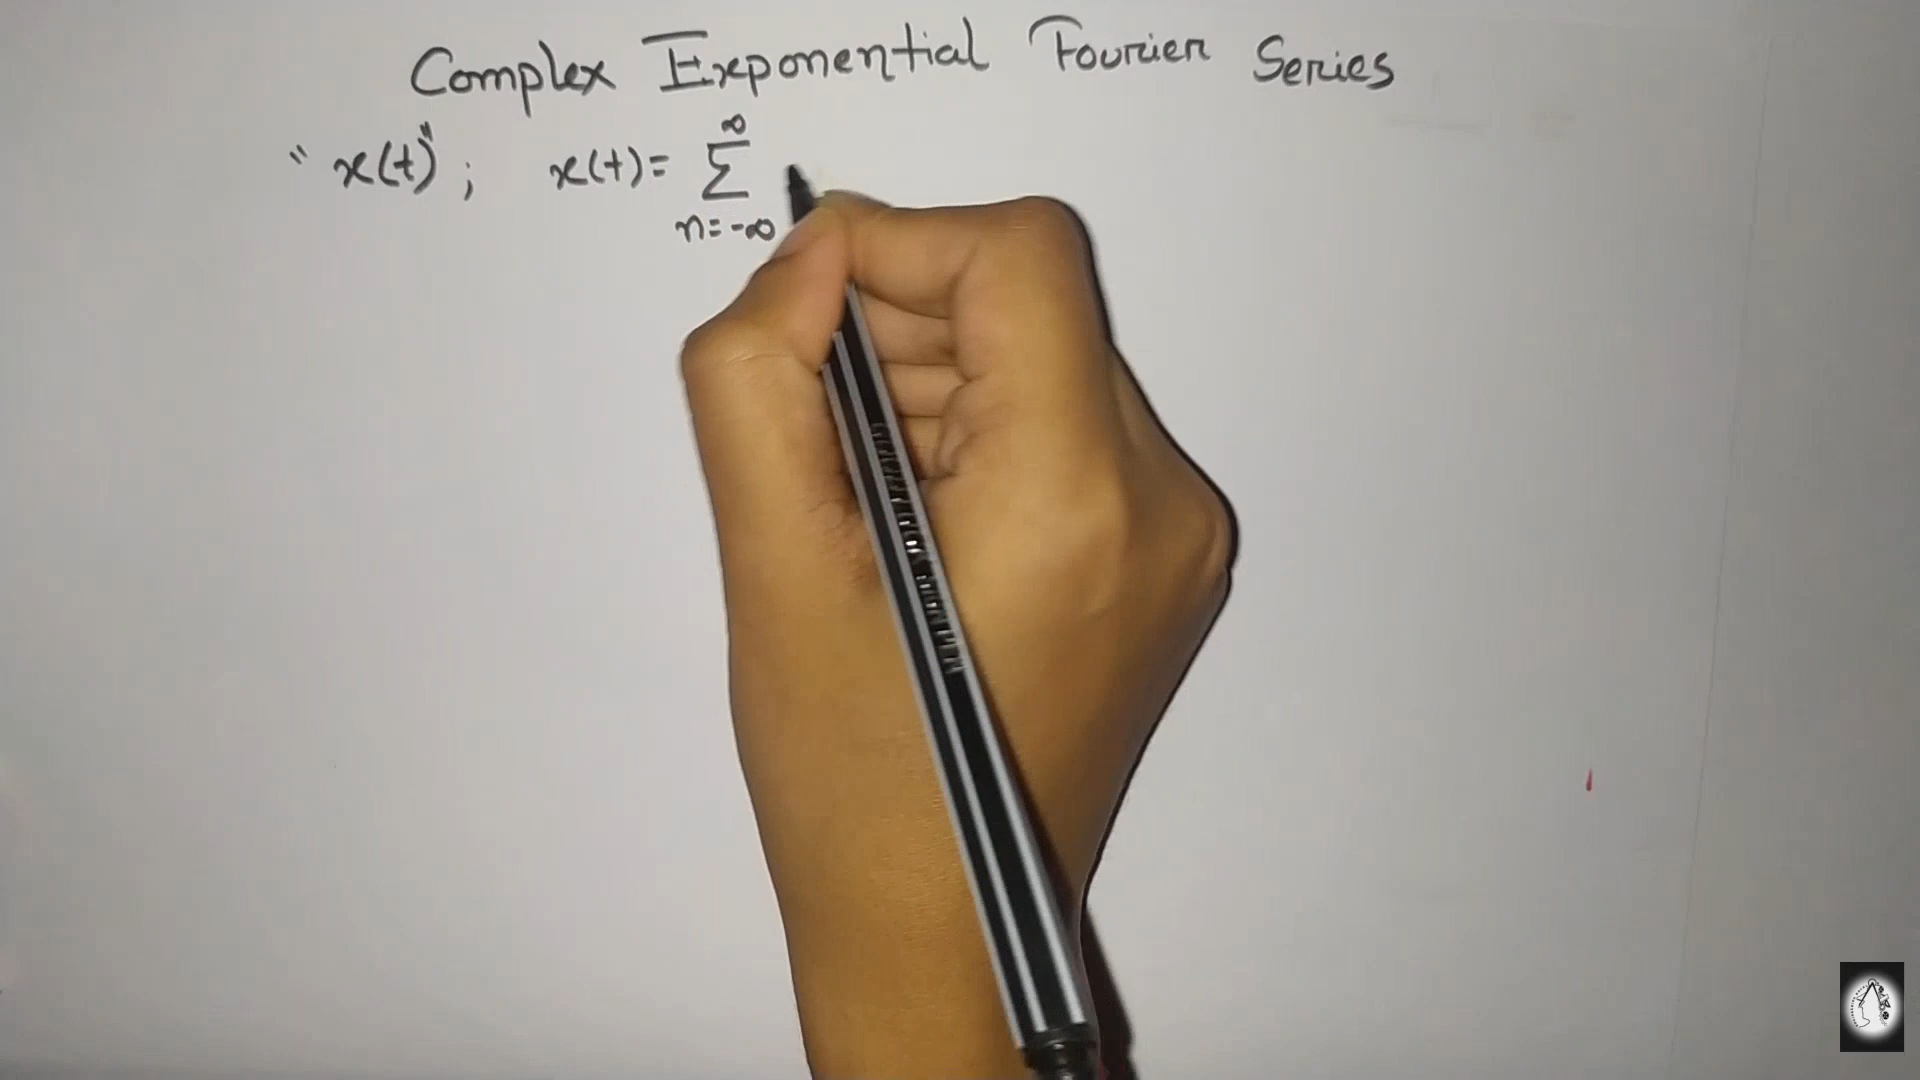 Complex Exponential Fourier Series
"x(t)"; x(t) = ∞ Σ n=-∞